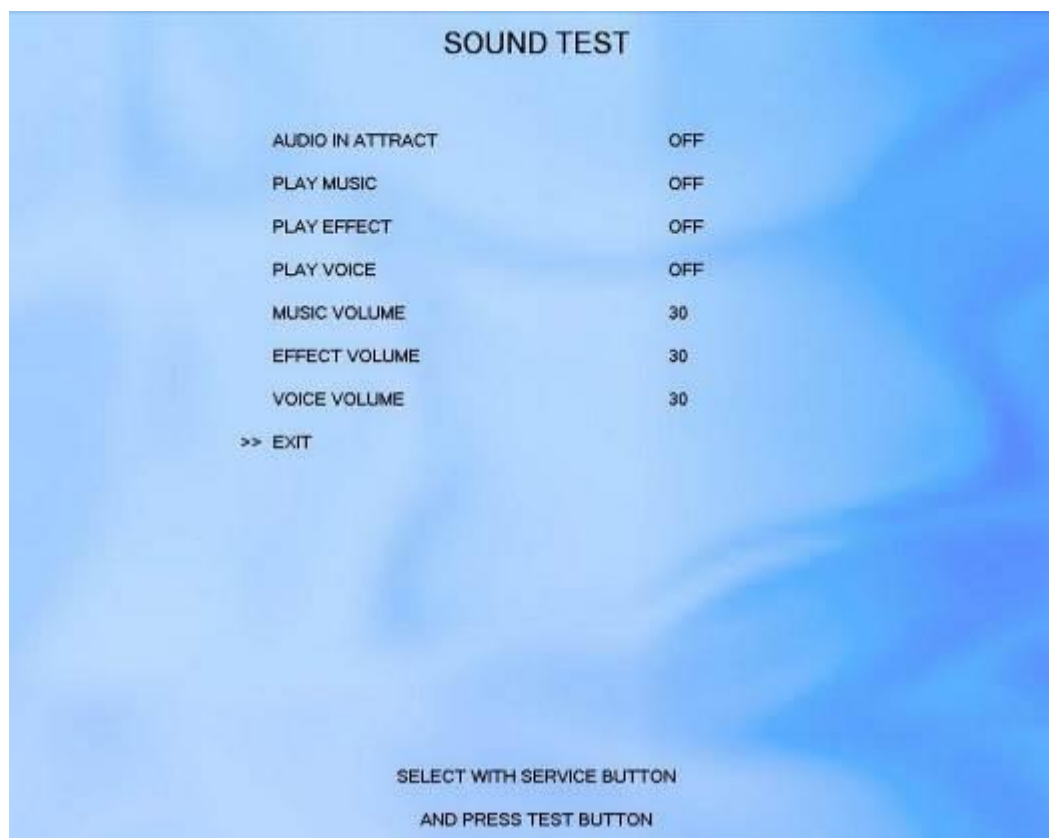 SOUND TEST
AUDIO IN ATTRACT OFF
PLAY MUSIC OFF
PLAY EFFECT OFF
PLAY VOICE OFF
MUSIC VOLUME 30
EFFECT VOLUME 30
VOICE VOLUME 30
>> EXIT
SELECT WITH SERVICE BUTTON
AND PRESS TEST BUTTON